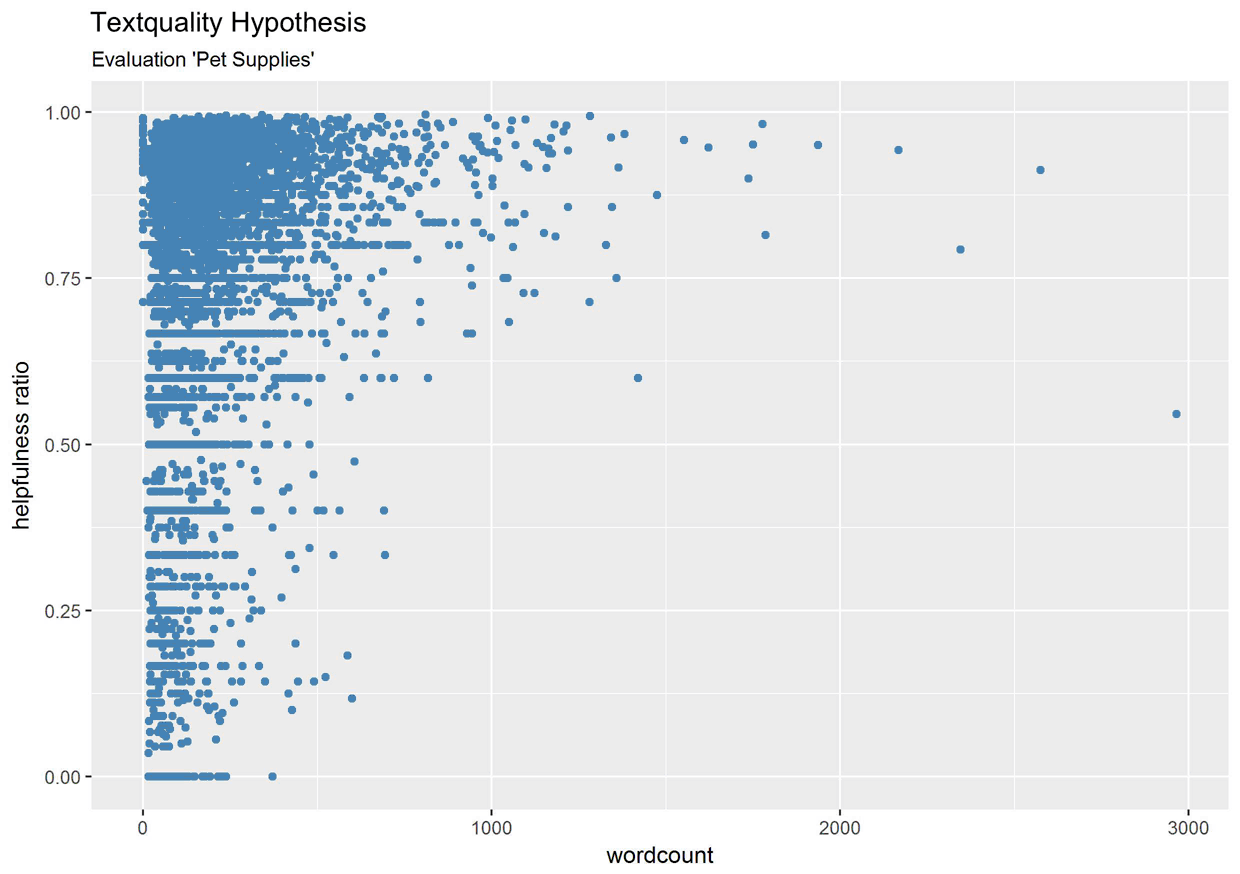 Textquality Hypothesis
Evaluation 'Pet Supplies'
1.00
0.75
0.50
0.25
0.00
helpfulness ratio
0
1000
2000
3000
wordcount